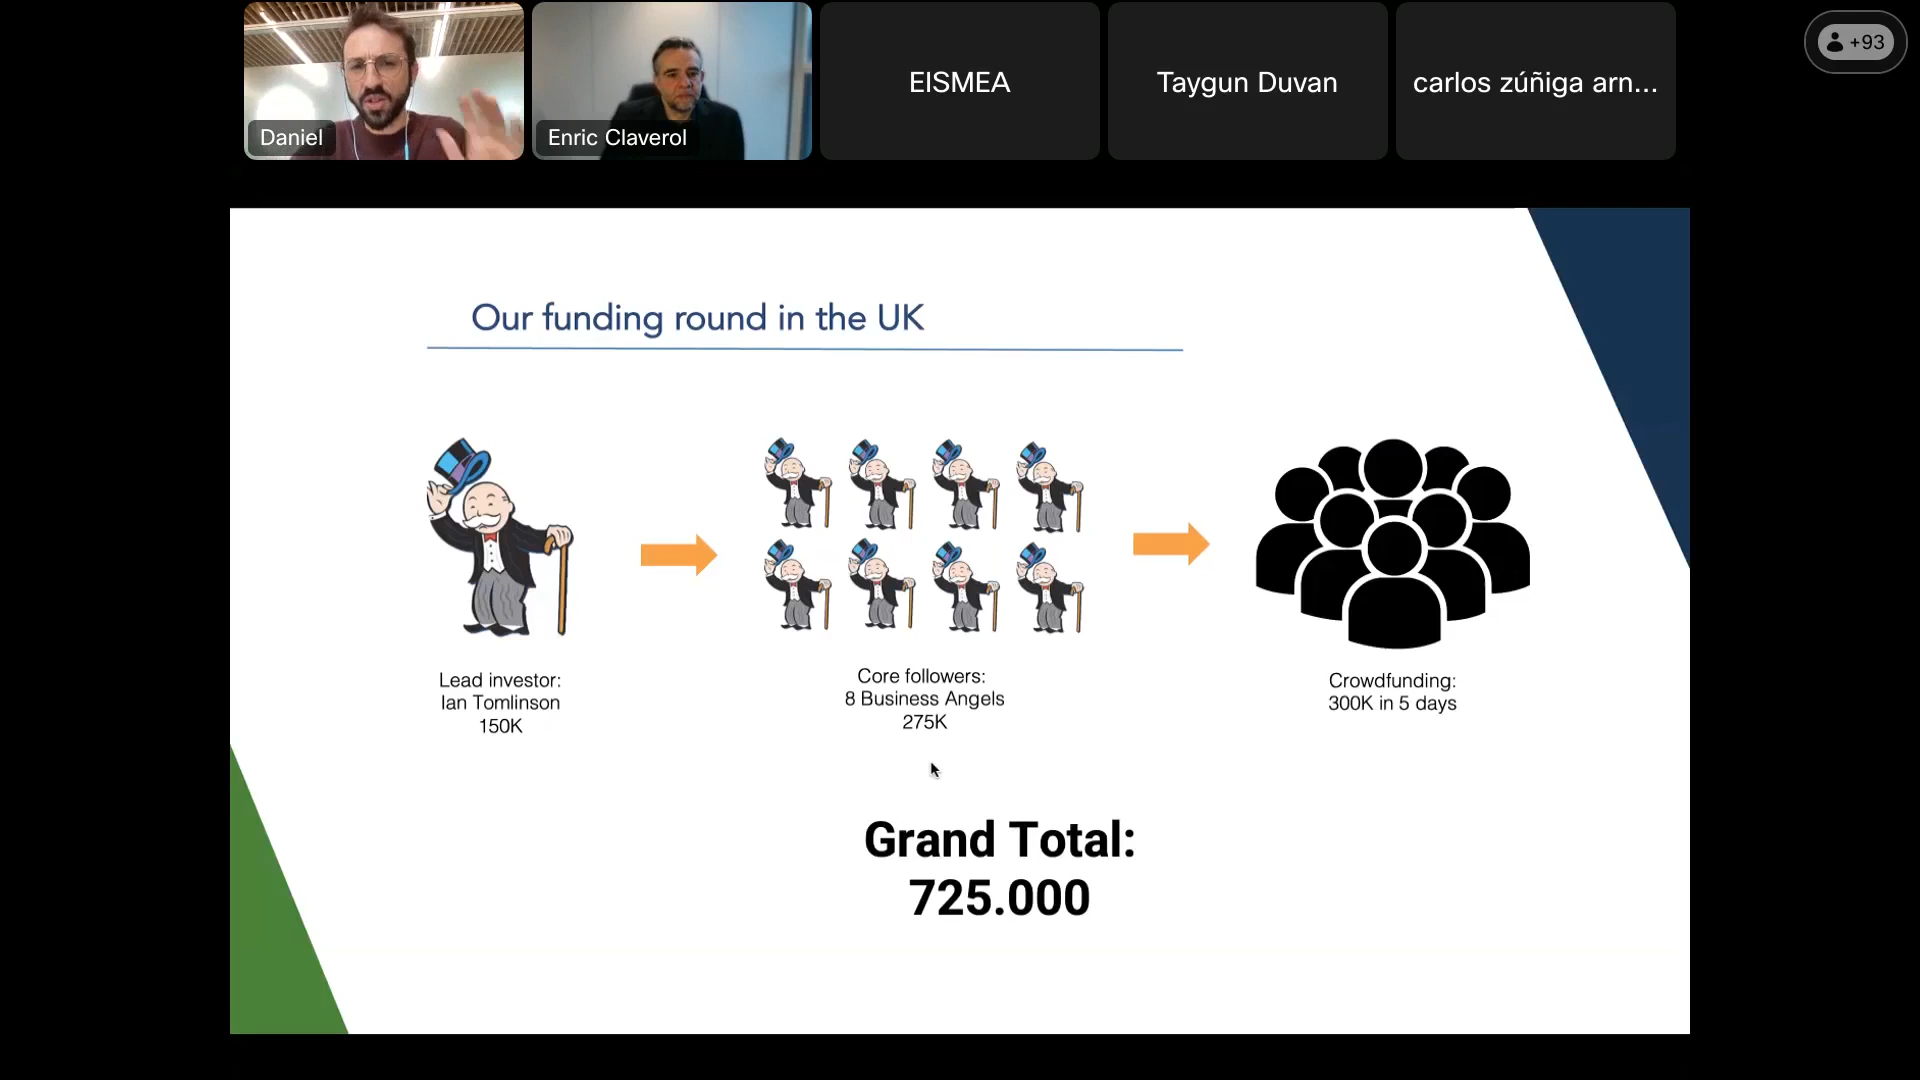 Daniel
Enric Claverol
EISMEA
Taygun Duvan
carlos zúñiga arn...
+93
Our funding round in the UK
Lead investor:
Ian Tomlinson
150K
Core followers:
8 Business Angels
275K
Crowdfunding:
300K in 5 days
Grand Total:
725.000